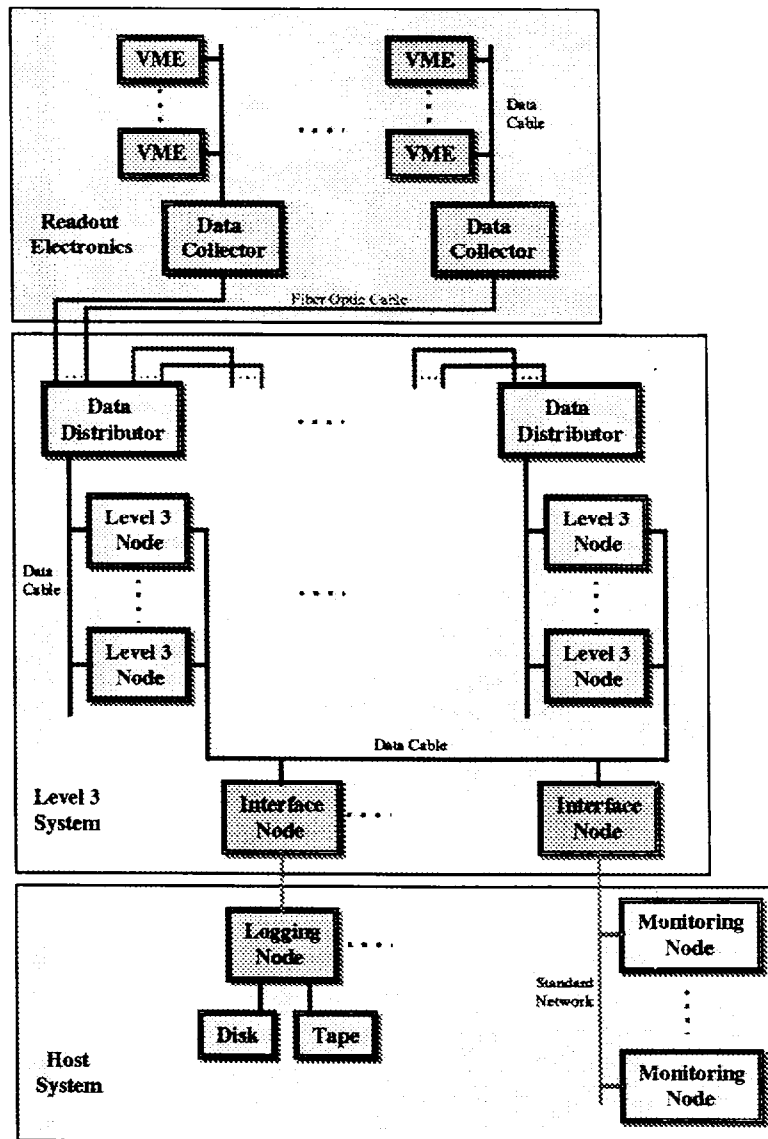 VME
VME
Data
Cable
VME
VME
Readout
Electronics
Data
Collector
Data
Collector
Fiber Optic Cable
Data
Distributor
Data
Distributor
Level 3
Node
Level 3
Node
Data
Cable
Level 3
Node
Level 3
Node
Data Cable
Level 3
System
Interface
Node
Interface
Node
Logging
Node
Monitoring
Node
Standard
Network
Disk
Tape
Host
System
Monitoring
Node